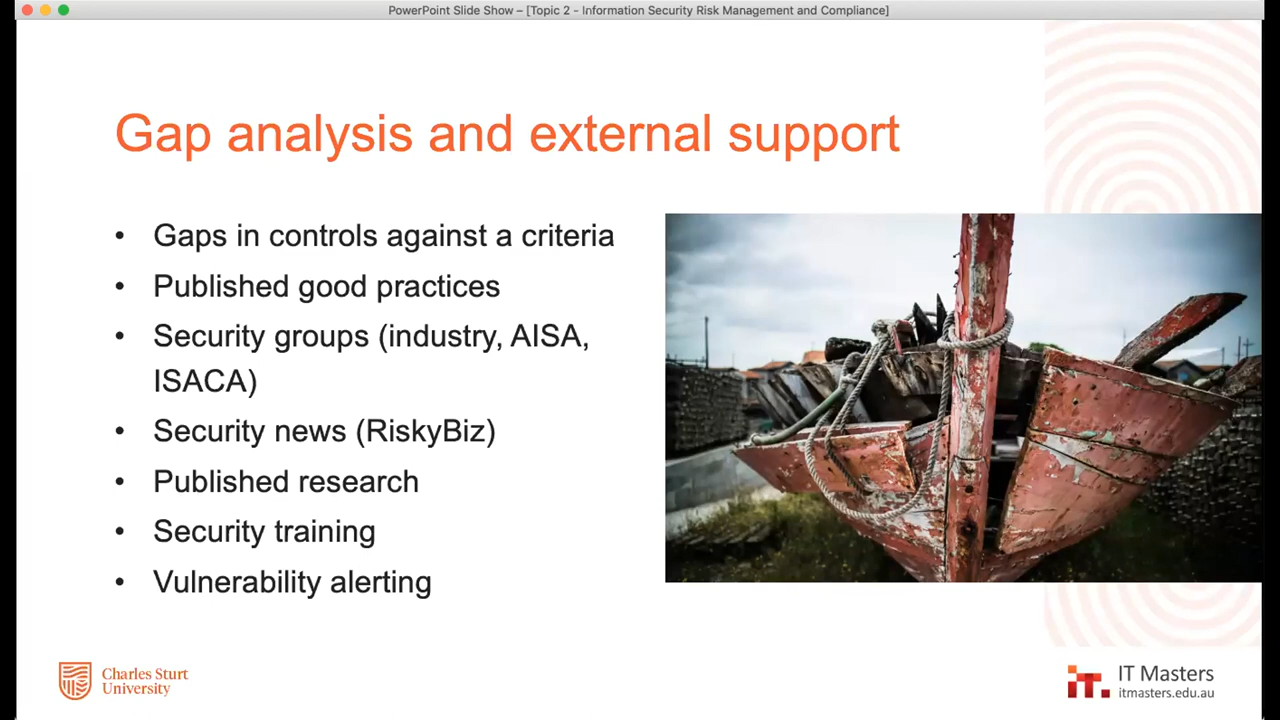 PowerPoint Slide Show – [Topic 2 - Information Security Risk Management and Compliance]
Gap analysis and external support
• Gaps in controls against a criteria
• Published good practices
• Security groups (industry, AISA,
ISACA)
• Security news (RiskyBiz)
• Published research
• Security training
• Vulnerability alerting
Charles Sturt
University
it.
IT Masters
itmasters.edu.au